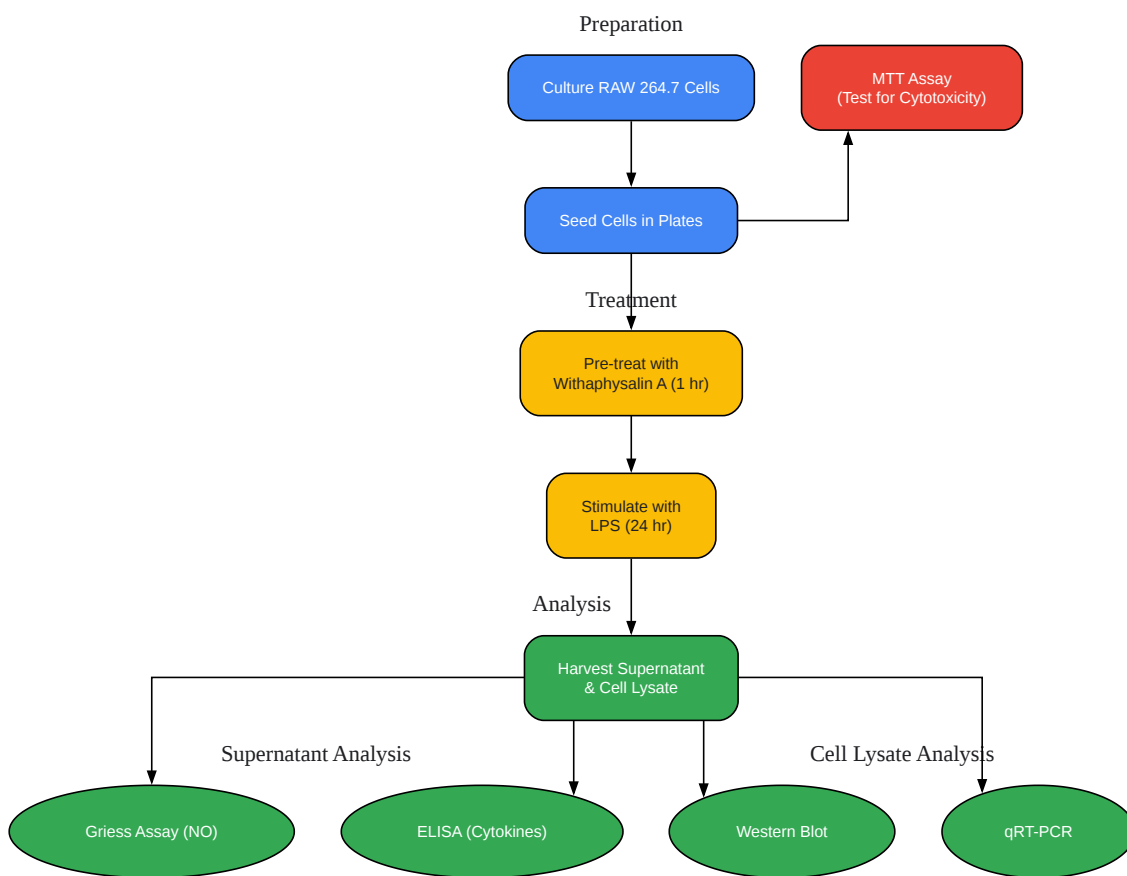 Preparation
Culture RAW 264.7 Cells
MTT Assay
(Test for Cytotoxicity)
Seed Cells in Plates
Treatment
Pre-treat with
Withaphysalin A (1 hr)
Stimulate with
LPS (24 hr)
Analysis
Harvest Supernatant
& Cell Lysate
Supernatant Analysis
Cell Lysate Analysis
Griess Assay (NO)
ELISA (Cytokines)
Western Blot
qRT-PCR